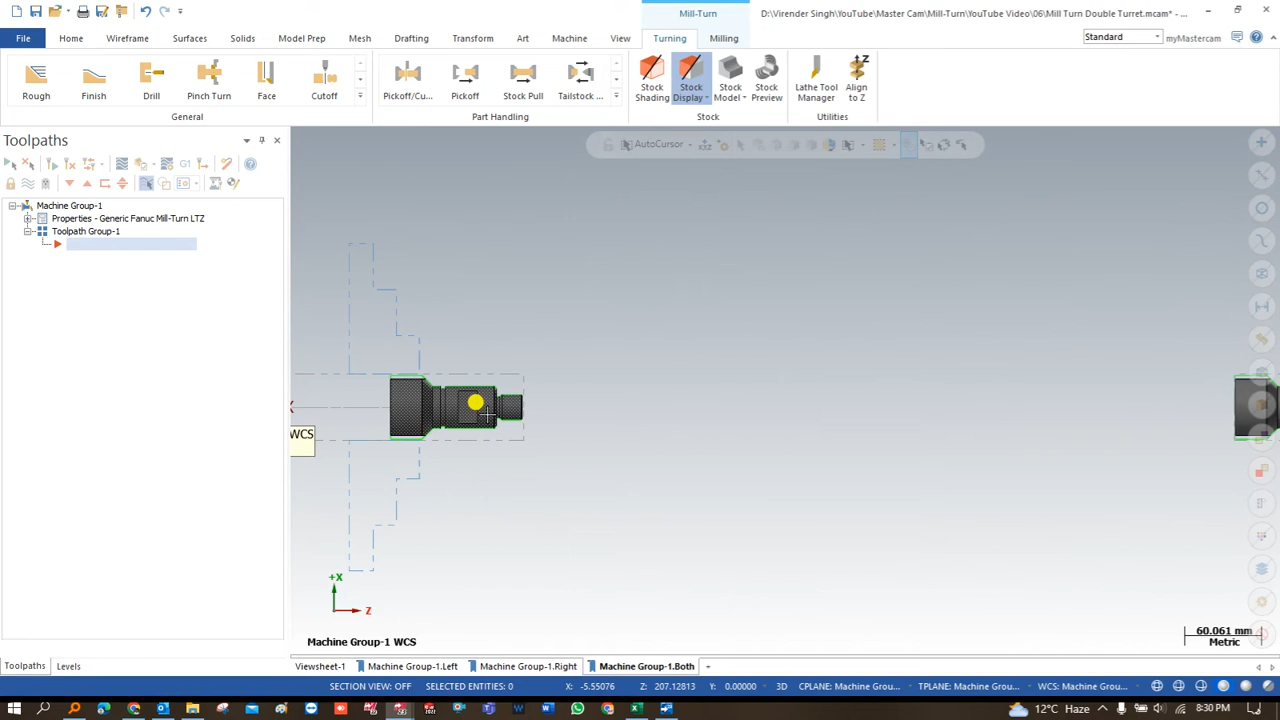 Mill-Turn
D:\Virender Singh\YouTube\Master Cam\Mill-Turn\YouTube Video\06\Mill Turn Double Turret.mcam* - ...
File Home Wireframe Surfaces Solids Model Prep Mesh Drafting Transform Art Machine View Turning Milling
Standard myMastercam
Rough Finish Drill Pinch Turn Face Cutoff
Pickoff/Cu... Pickoff Stock Pull Tailstock ...
Stock Shading Stock Display Stock Model Stock Preview
Lathe Tool Manager Align to Z
General Part Handling Stock Utilities
Toolpaths
AutoCursor
G1
Machine Group-1
Properties - Generic Fanuc Mill-Turn LTZ
Toolpath Group-1
X
WCS
+X
Z
Machine Group-1 WCS
60.061 mm
Metric
Toolpaths Levels
Viewsheet-1 Machine Group-1.Left Machine Group-1.Right Machine Group-1.Both +
SECTION VIEW: OFF SELECTED ENTITIES: 0 X: -5.55076 Z: 207.12813 Y: 0.00000 3D CPLANE: Machine Grou... TPLANE: Machine Grou... WCS: Machine Grou...
12°C Haze 8:30 PM